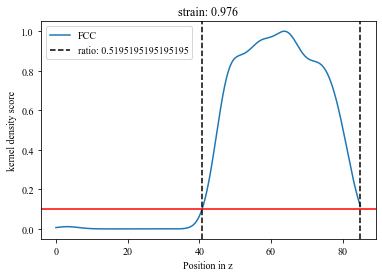 strain: 0.976
FCC
ratio: 0.5195195195195195
kernel density score
1.0
0.8
0.6
0.4
0.2
0.0
0 20 40 60 80
Position in z